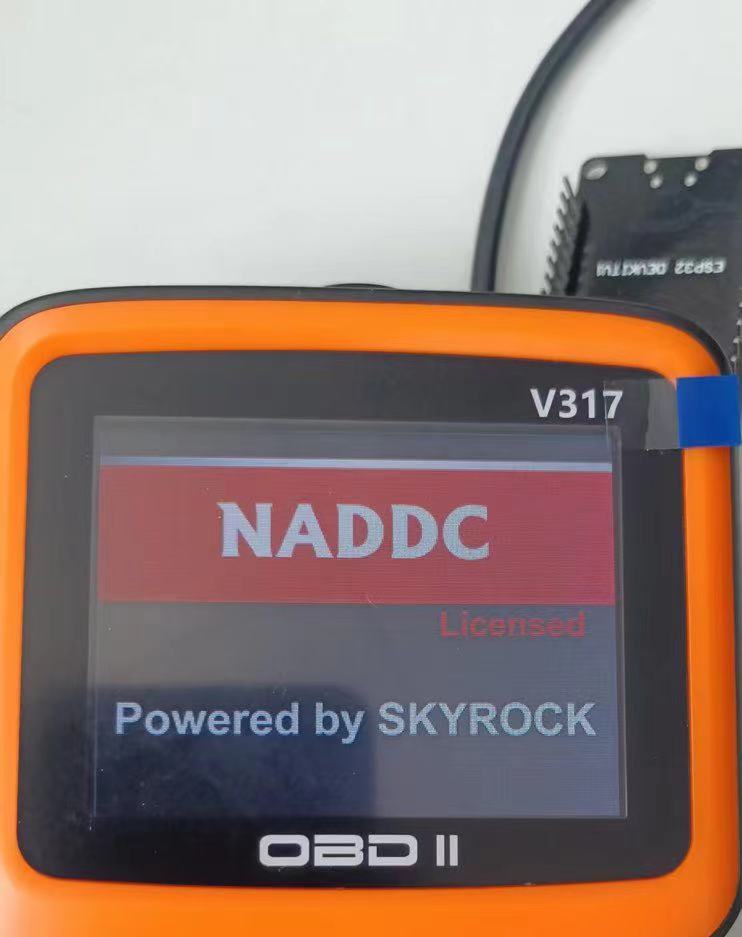 ESP32 DEVKITV1
V317
NADDC
Licensed
Powered by SKYROCK
OBD II